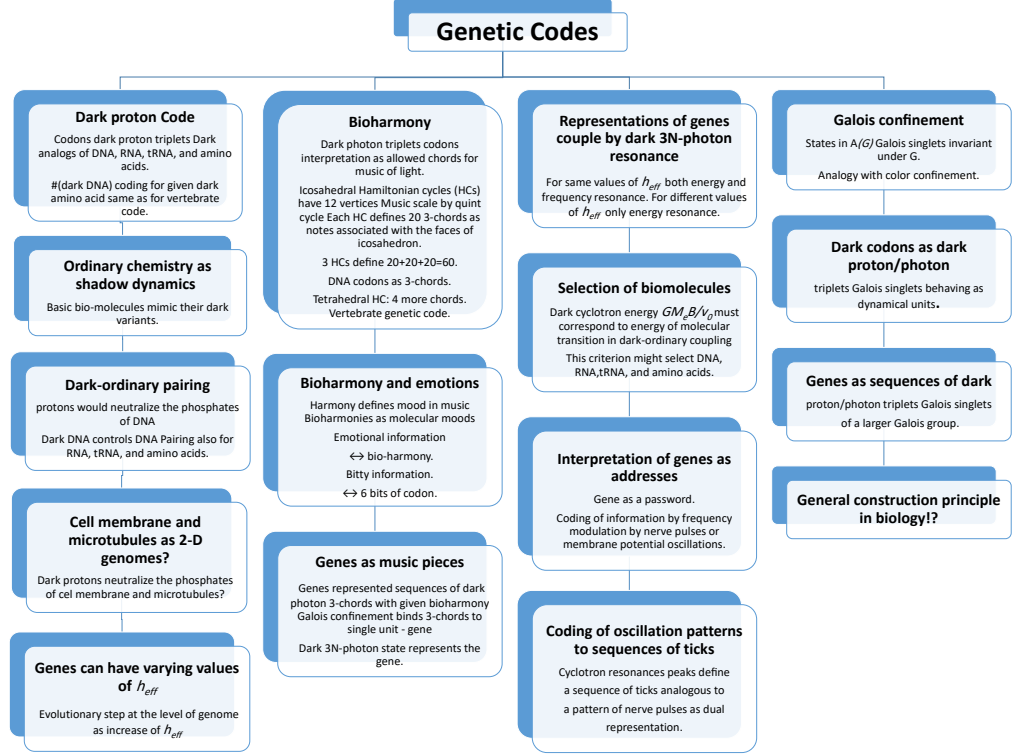 Genetic Codes
Dark proton Code
Codons dark proton triplets Dark
analogs of DNA, RNA, tRNA, and amino
acids.
#(dark DNA) coding for given dark
amino acid same as for vertebrate
code.
Ordinary chemistry as
shadow dynamics
Basic bio-molecules mimic their dark
variants.
Dark-ordinary pairing
protons would neutralize the phosphates
of DNA
Dark DNA controls DNA Pairing also for
RNA, tRNA, and amino acids.
Cell membrane and
microtubules as 2-D
genomes?
Dark protons neutralize the phosphates
of cel membrane and microtubules?
Genes can have varying values
of h_eff
Evolutionary step at the level of genome
as increase of h_eff
Bioharmony
Dark photon triplets codons
interpretation as allowed chords for
music of light.
Icosahedral Hamiltonian cycles (HCs)
have 12 vertices Music scale by quint
cycle Each HC defines 20 3-chords as
notes associated with the faces of
icosahedron.
3 HCs define 20+20+20=60.
DNA codons as 3-chords.
Tetrahedral HC: 4 more chords.
Vertebrate genetic code.
Bioharmony and emotions
Harmony defines mood in music
Bioharmonies as molecular moods
Emotional information
↔ bio-harmony.
Bitty information.
↔ 6 bits of codon.
Genes as music pieces
Genes represented sequences of dark
photon 3-chords with given bioharmony
Galois confinement binds 3-chords to
single unit - gene
Dark 3N-photon state represents the
gene.
Representations of genes
couple by dark 3N-photon
resonance
For same values of h_eff both energy and
frequency resonance. For different values
of h_eff only energy resonance.
Selection of biomolecules
Dark cyclotron energy GM_eB/v_0 must
correspond to energy of molecular
transition in dark-ordinary coupling
This criterion might select DNA,
RNA,tRNA, and amino acids.
Interpretation of genes as
addresses
Gene as a password.
Coding of information by frequency
modulation by nerve pulses or
membrane potential oscillations.
Coding of oscillation patterns
to sequences of ticks
Cyclotron resonances peaks define
a sequence of ticks analogous to
a pattern of nerve pulses as dual
representation.
Galois confinement
States in A(G) Galois singlets invariant
under G.
Analogy with color confinement.
Dark codons as dark
proton/photon
triplets Galois singlets behaving as
dynamical units.
Genes as sequences of dark
proton/photon triplets Galois singlets
of a larger Galois group.
General construction principle
in biology!?